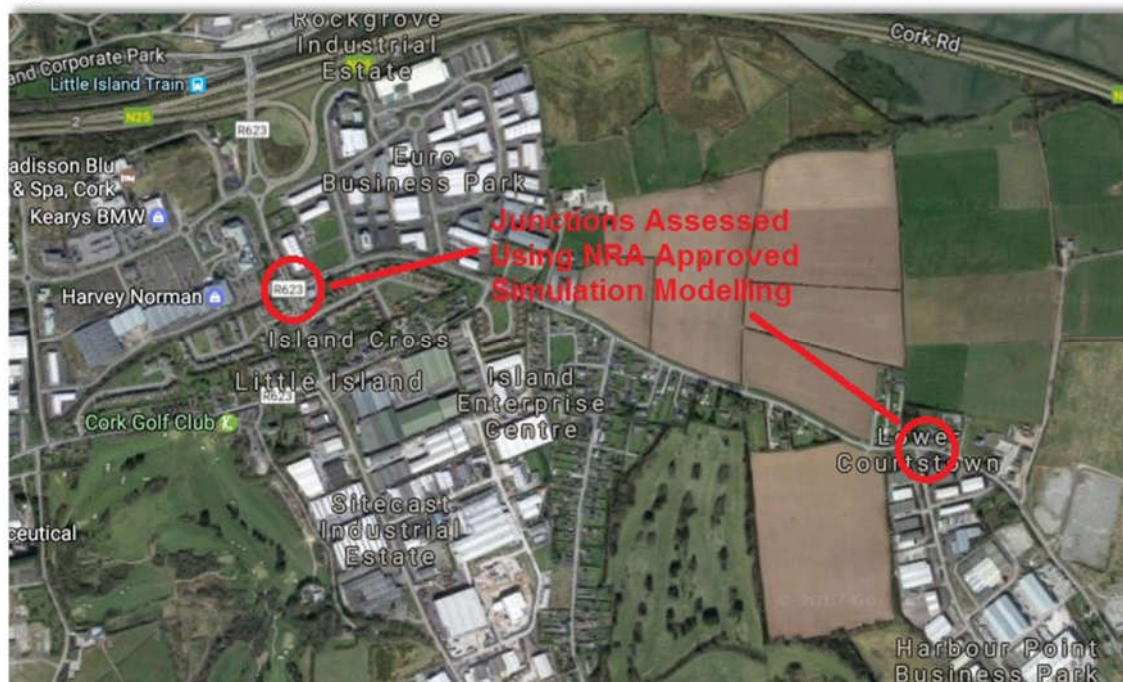 Rockgrove
Industrial
Estate
Cork Rd
and Corporate Park
Little Island Train
N25
2
R623
adisson Blu
& Spa, Cork
Kearys BMW
Euro
Business Park
Junctions Assessed
Using NRA Approved
Simulation Modelling
R623
Harvey Norman
Island Cross
Little Island
R623
Island
Enterprise
Centre
Cork Golf Club
Lower
Courtstown
Sitecast
Industrial
Estate
ceutical
Harbour Point
Business Park